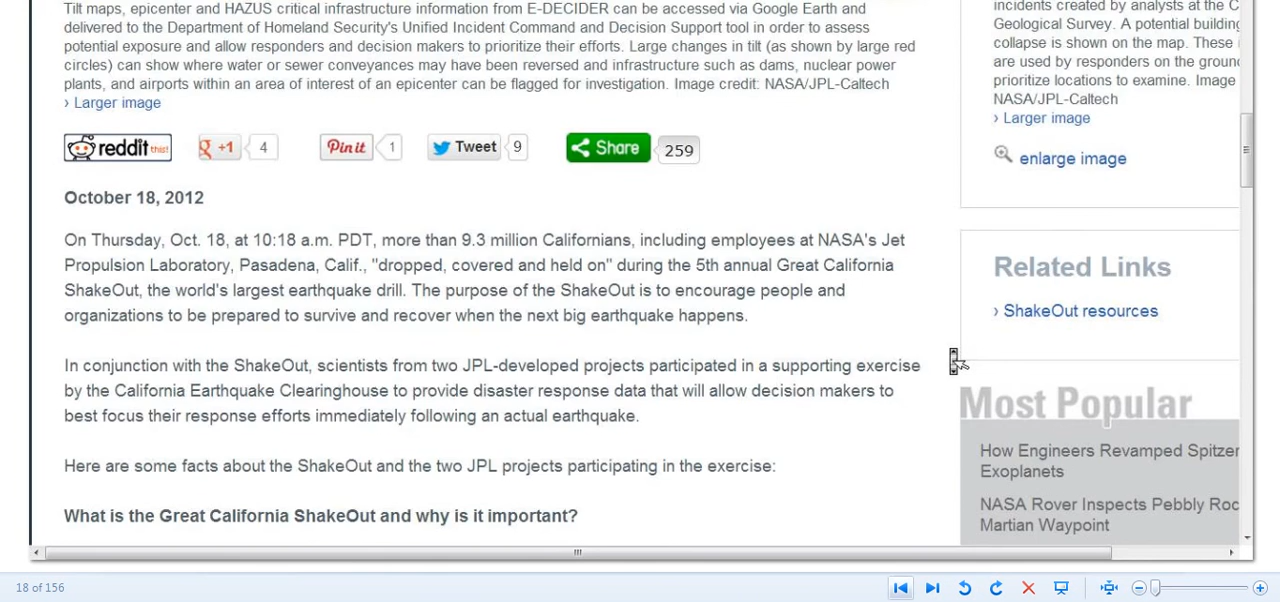 Tilt maps, epicenter and HAZUS critical infrastructure information from E-DECIDER can be accessed via Google Earth and
delivered to the Department of Homeland Security's Unified Incident Command and Decision Support tool in order to assess
potential exposure and allow responders and decision makers to prioritize their efforts. Large changes in tilt (as shown by large red
circles) can show where water or sewer conveyances may have been reversed and infrastructure such as dams, nuclear power
plants, and airports within an area of interest of an epicenter can be flagged for investigation. Image credit: NASA/JPL-Caltech
› Larger image
reddit this!
g +1
4
Pin it
1
Tweet
9
Share
259
October 18, 2012
On Thursday, Oct. 18, at 10:18 a.m. PDT, more than 9.3 million Californians, including employees at NASA's Jet
Propulsion Laboratory, Pasadena, Calif., "dropped, covered and held on" during the 5th annual Great California
ShakeOut, the world's largest earthquake drill. The purpose of the ShakeOut is to encourage people and
organizations to be prepared to survive and recover when the next big earthquake happens.
In conjunction with the ShakeOut, scientists from two JPL-developed projects participated in a supporting exercise
by the California Earthquake Clearinghouse to provide disaster response data that will allow decision makers to
best focus their response efforts immediately following an actual earthquake.
Here are some facts about the ShakeOut and the two JPL projects participating in the exercise:
What is the Great California ShakeOut and why is it important?
incidents created by analysts at the
Geological Survey. A potential building
collapse is shown on the map. These
are used by responders on the ground
prioritize locations to examine. Image
NASA/JPL-Caltech
› Larger image
enlarge image
Related Links
› ShakeOut resources
Most Popular
How Engineers Revamped Spitzer
Exoplanets
NASA Rover Inspects Pebbly
Martian Waypoint
18 of 156